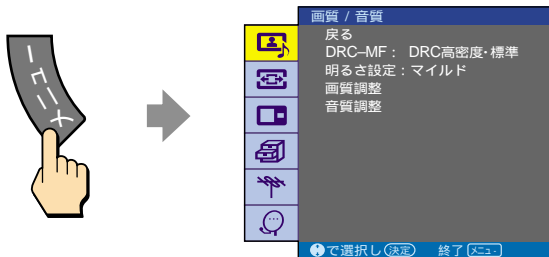 メニュー
画質 / 音質
戻る
DRC–MF： DRC高密度･標準
明るさ設定：マイルド
画質調整
音質調整
で選択し 決定 終了 メニュー